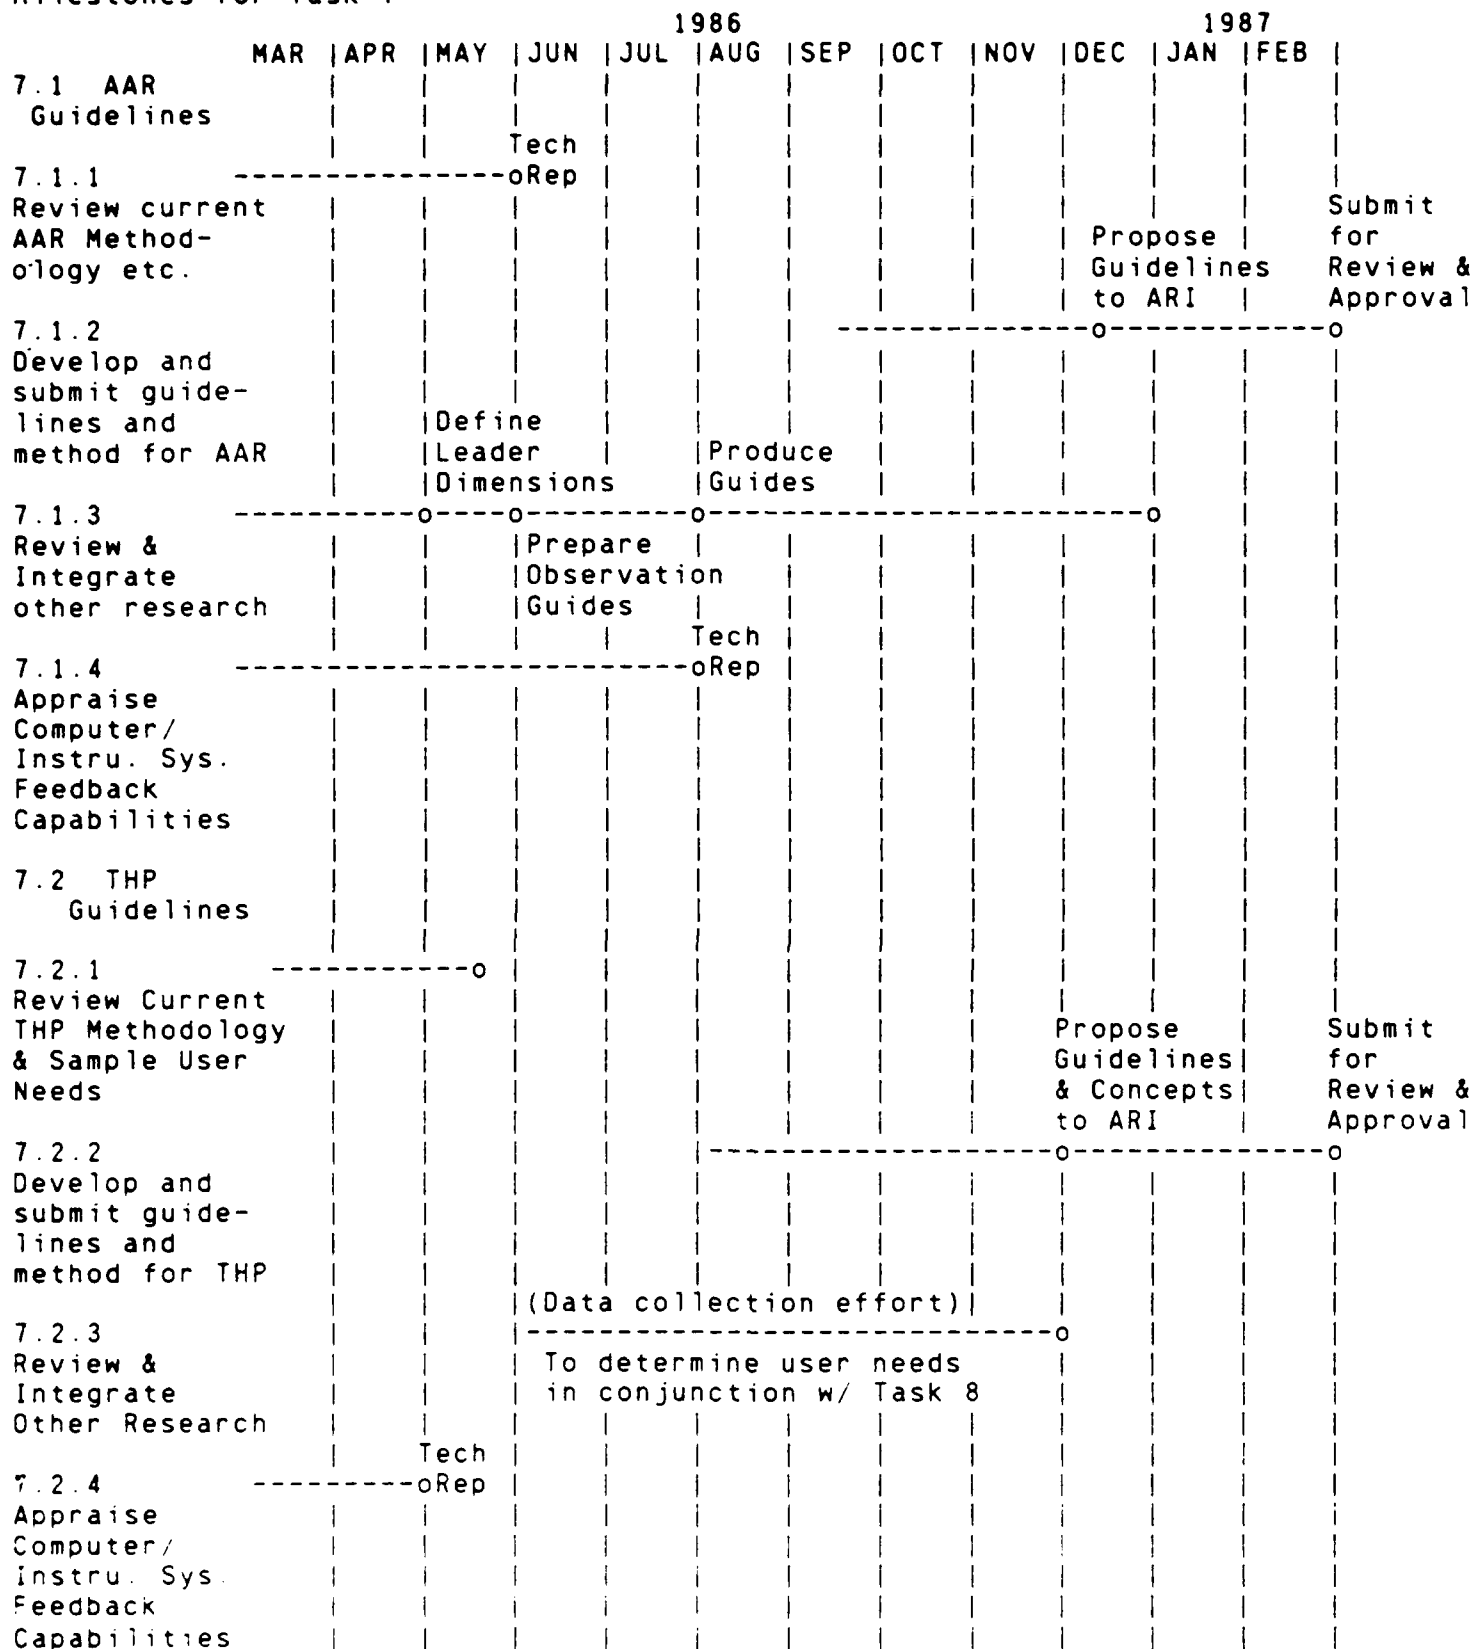 1986 1987
MAR |APR |MAY |JUN |JUL |AUG |SEP |OCT |NOV |DEC |JAN |FEB |
7.1 AAR
Guidelines
Tech
7.1.1 ---------------oRep
Review current Submit
AAR Method- Propose for
ology etc. Guidelines Review &
to ARI Approval
7.1.2 --------------o-------------o
Develop and
submit guide-
lines and Define
method for AAR Leader Produce
Dimensions Guides
7.1.3 ----------o----o---------o------------------------o
Review & Prepare
Integrate Observation
other research Guides
Tech
7.1.4 -------------------------oRep
Appraise
Computer/
Instru. Sys.
Feedback
Capabilities
7.2 THP
Guidelines
7.2.1 -----------o
Review Current
THP Methodology Propose Submit
& Sample User Guidelines for
Needs & Concepts Review &
to ARI Approval
7.2.2 -------------------o--------------o
Develop and
submit guide-
lines and
method for THP
(Data collection effort)
7.2.3 -----------------------------o
Review & To determine user needs
Integrate in conjunction w/ Task 8
Other Research
Tech
7.2.4 ---------oRep
Appraise
Computer/
Instru. Sys.
Feedback
Capabilities